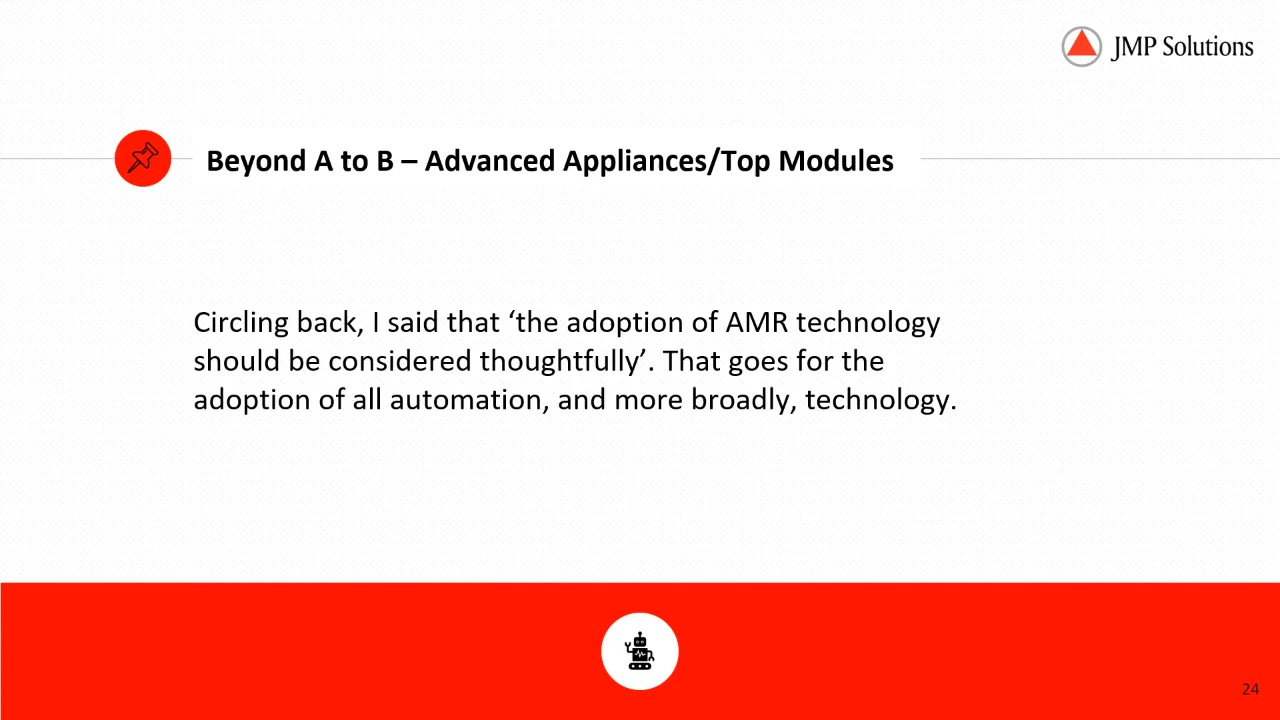 JMP Solutions
Beyond A to B – Advanced Appliances/Top Modules
Circling back, I said that ‘the adoption of AMR technology
should be considered thoughtfully’. That goes for the
adoption of all automation, and more broadly, technology.
24